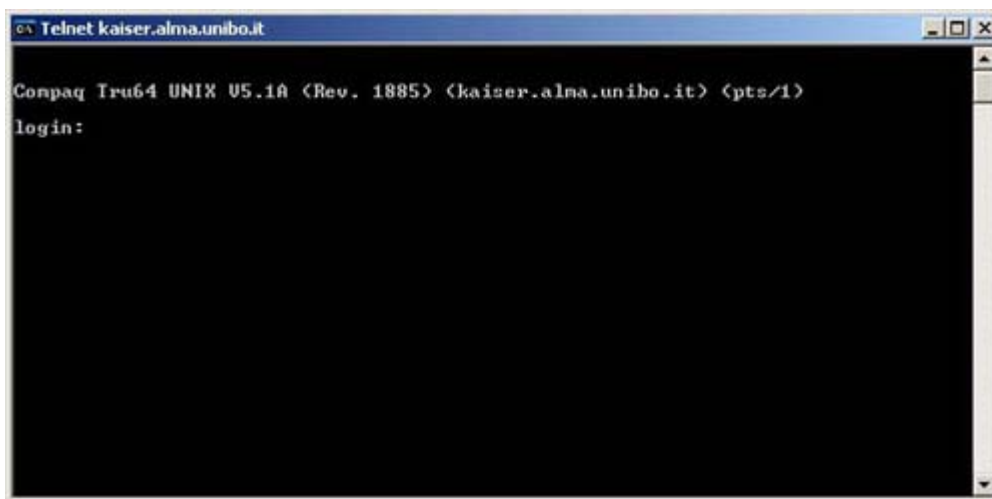 Telnet kaiser.alma.unibo.it
Compaq Tru64 UNIX V5.1A (Rev. 1885) (kaiser.alma.unibo.it) (pts/1)
login: